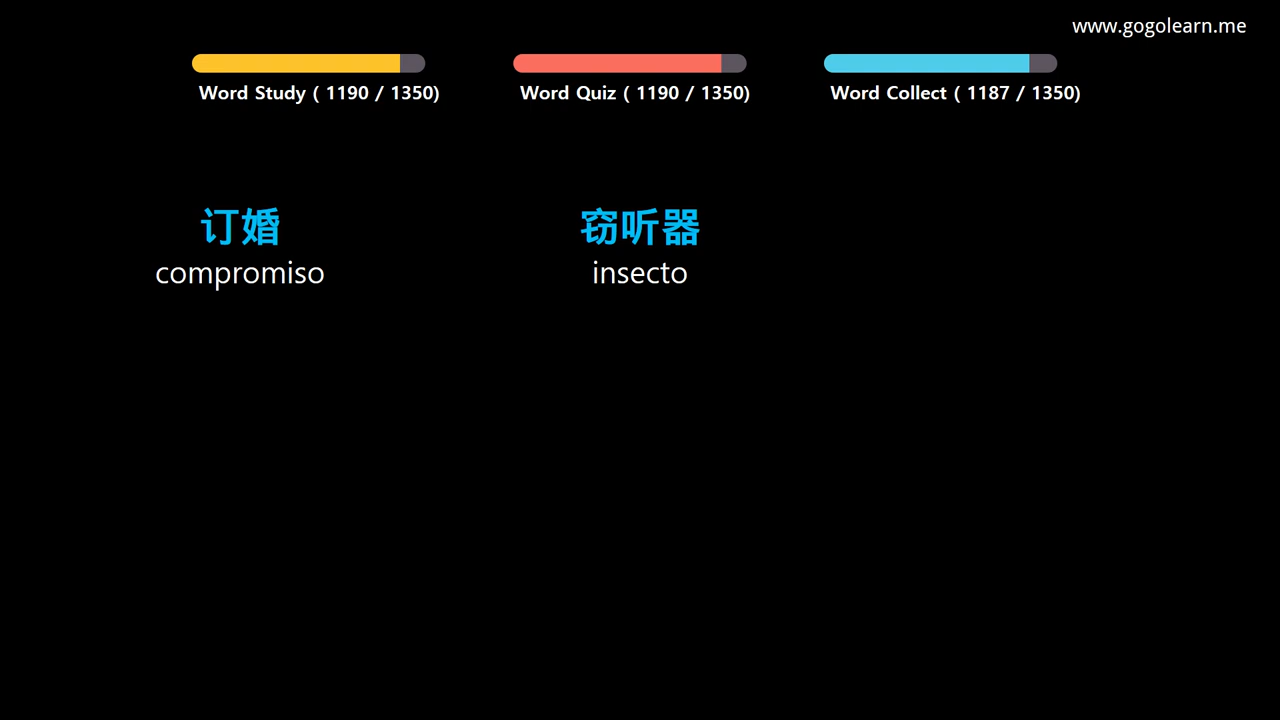 www.gogolearn.me
Word Study ( 1190 / 1350)
Word Quiz ( 1190 / 1350)
Word Collect ( 1187 / 1350)
订婚
compromiso
窃听器
insecto